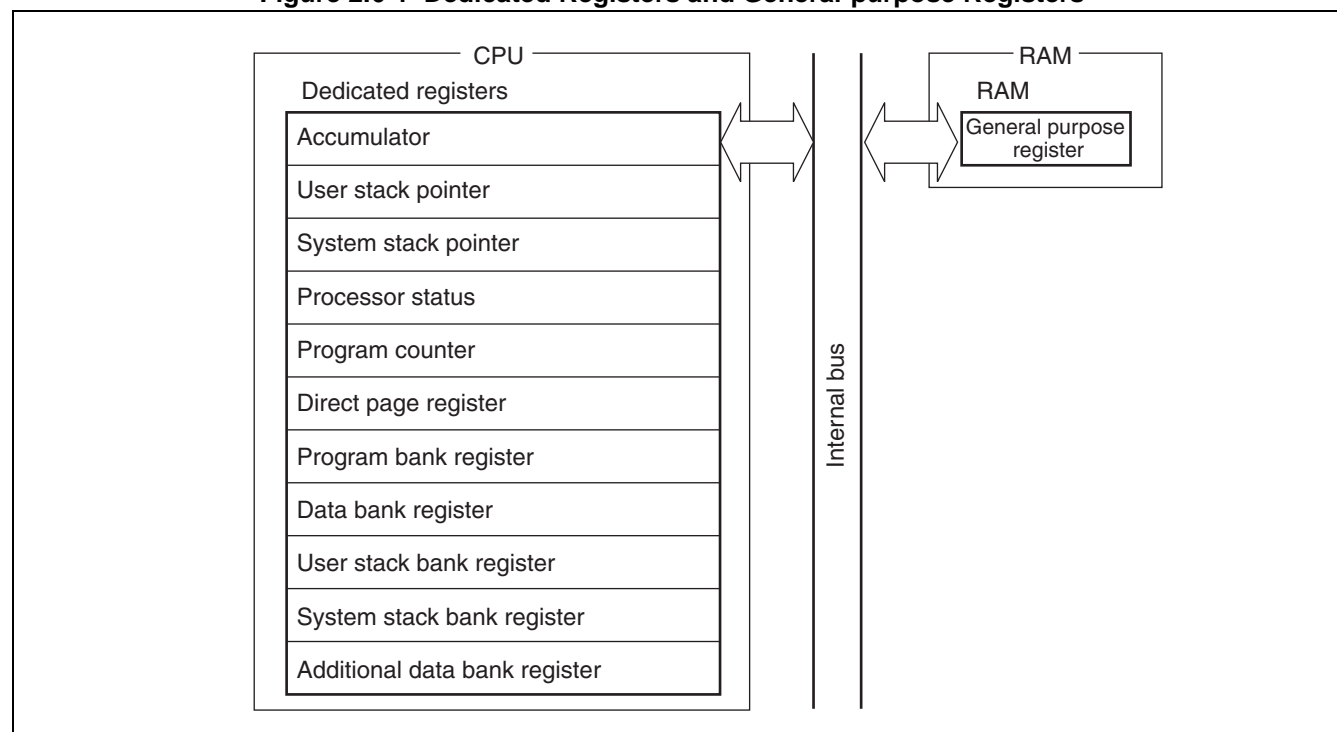 CPU
Dedicated registers
Accumulator
User stack pointer
System stack pointer
Processor status
Program counter
Direct page register
Program bank register
Data bank register
User stack bank register
System stack bank register
Additional data bank register
Internal bus
RAM
RAM
General purpose
register